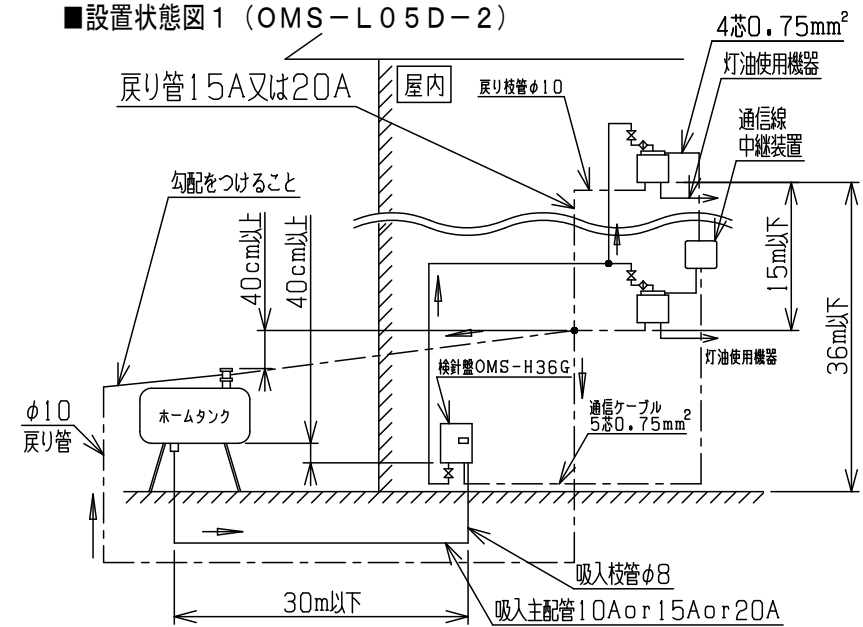 ■設置状態図1（OMS－L05D－2）
4芯0.75mm²
灯油使用機器
戻り管15A又は20A
屋内
戻り枝管φ10
通信線
中継装置
勾配をつけること
40cm以上
40cm以上
15m以下
36m以下
灯油使用機器
検針盤OMS-H36G
φ10
戻り管
ホームタンク
通信ケーブル
5芯0.75mm²
吸入枝管φ8
30m以下
吸入主配管10Aor15Aor20A